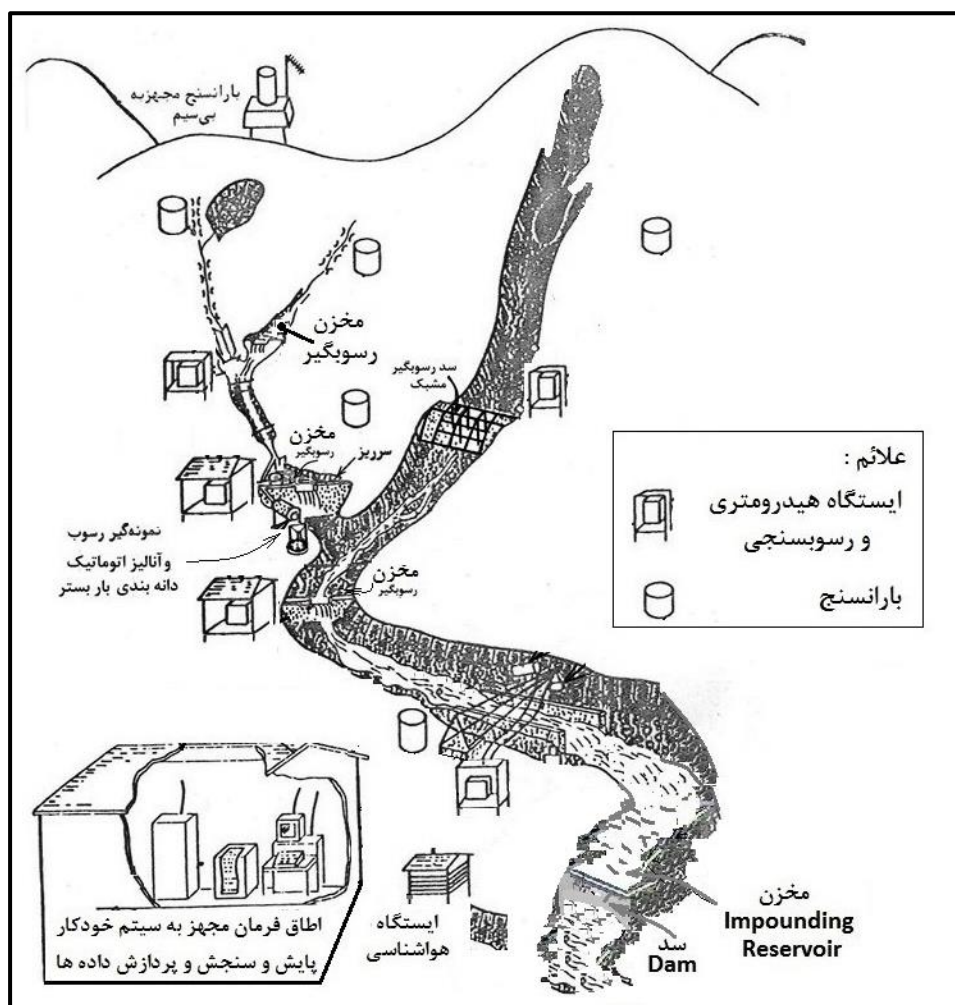 بارانسنج مجهزبه
بی‌سیم
مخزن
رسوبگیر
سد رسوبگیر
مشبک
مخزن
رسوبگیر
سرریز
نمونه‌گیر رسوب
و آنالیز اتوماتیک
دانه بندی بار بستر
مخزن
رسوبگیر
علائم :
ایستگاه هیدرومتری
و رسوبسنجی
بارانسنج
اطاق فرمان مجهز به سیتم خودکار
پایش و سنجش و پردازش داده ها
ایستگاه
هواشناسی
مخزن
Impounding
Reservoir
سد
Dam